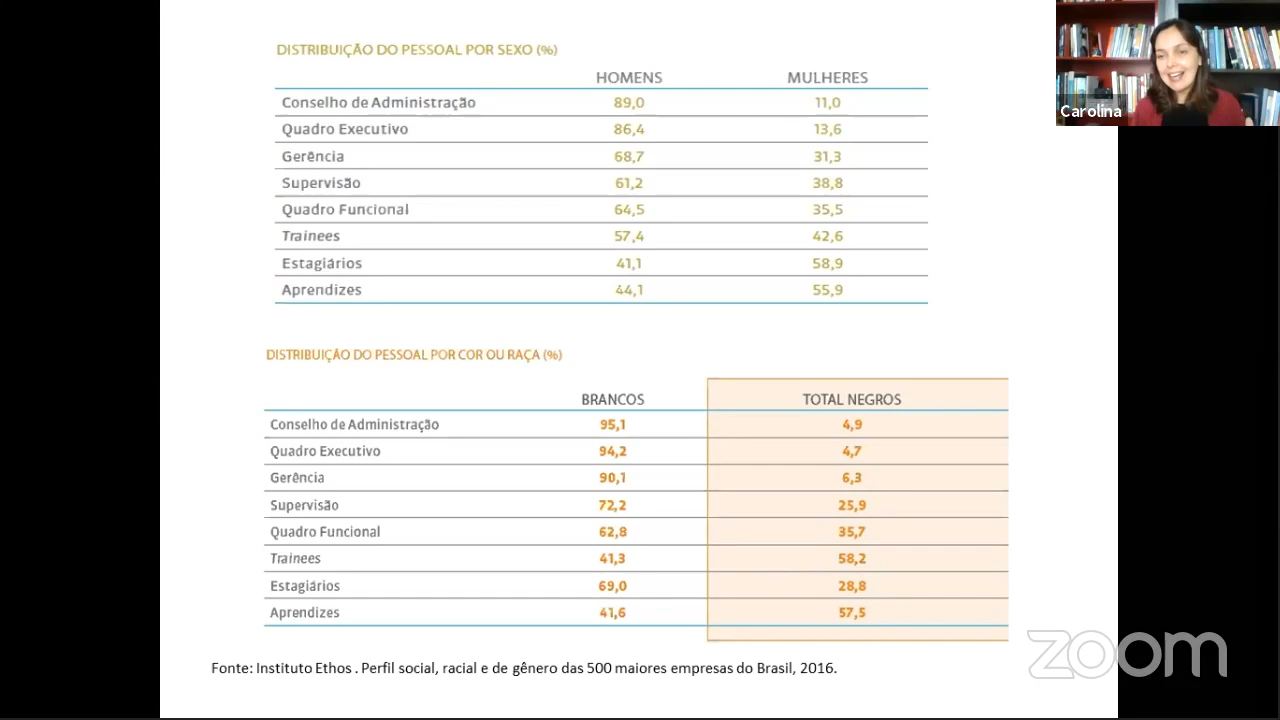 DISTRIBUIÇÃO DO PESSOAL POR SEXO (%)
HOMENS MULHERES
Conselho de Administração 89,0 11,0
Quadro Executivo 86,4 13,6
Gerência 68,7 31,3
Supervisão 61,2 38,8
Quadro Funcional 64,5 35,5
Trainees 57,4 42,6
Estagiários 41,1 58,9
Aprendizes 44,1 55,9
DISTRIBUIÇÃO DO PESSOAL POR COR OU RAÇA (%)
BRANCOS TOTAL NEGROS
Conselho de Administração 95,1 4,9
Quadro Executivo 94,2 4,7
Gerência 90,1 6,3
Supervisão 72,2 25,9
Quadro Funcional 62,8 35,7
Trainees 41,3 58,2
Estagiários 69,0 28,8
Aprendizes 41,6 57,5
Fonte: Instituto Ethos . Perfil social, racial e de gênero das 500 maiores empresas do Brasil, 2016.
Carolina
zoom